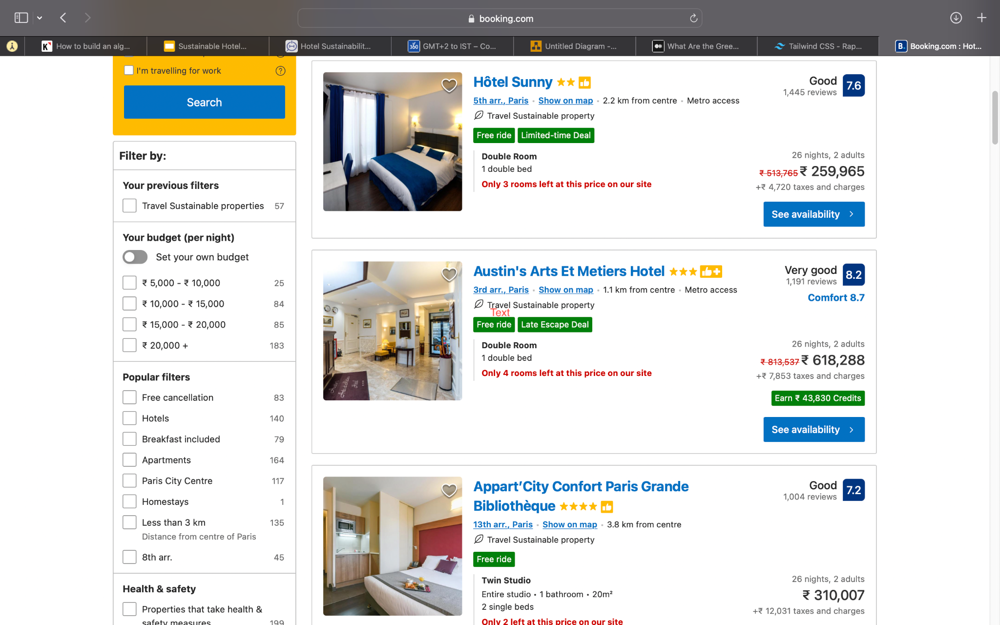 booking.com
How to build an alg...
Sustainable Hotel...
Hotel Sustainabilit...
360 GMT+2 to IST – Co...
Untitled Diagram -...
What Are the Gree...
Tailwind CSS - Rap...
B. Booking.com : Hot...
I'm travelling for work
Search
Filter by:
Your previous filters
Travel Sustainable properties 57
Your budget (per night)
Set your own budget
₹ 5,000 - ₹ 10,000 25
₹ 10,000 - ₹ 15,000 84
₹ 15,000 - ₹ 20,000 85
₹ 20,000 + 183
Popular filters
Free cancellation 83
Hotels 140
Breakfast included 79
Apartments 164
Paris City Centre 117
Homestays 1
Less than 3 km 135
Distance from centre of Paris
8th arr. 45
Health & safety
Properties that take health &
safety measures 199
Hôtel Sunny
Good 7.6
1,445 reviews
5th arr., Paris • Show on map • 2.2 km from centre • Metro access
Travel Sustainable property
Free ride Limited-time Deal
Double Room
1 double bed
Only 3 rooms left at this price on our site
26 nights, 2 adults
₹ 513,765 ₹ 259,965
+₹ 4,720 taxes and charges
See availability
Austin's Arts Et Metiers Hotel
Very good 8.2
1,191 reviews
Comfort 8.7
3rd arr., Paris • Show on map • 1.1 km from centre • Metro access
Travel Sustainable property
Text
Free ride Late Escape Deal
Double Room
1 double bed
Only 4 rooms left at this price on our site
26 nights, 2 adults
₹ 813,537 ₹ 618,288
+₹ 7,853 taxes and charges
Earn ₹ 43,830 Credits
See availability
Appart’City Confort Paris Grande
Bibliothèque
Good 7.2
1,004 reviews
13th arr., Paris • Show on map • 3.8 km from centre
Travel Sustainable property
Free ride
Twin Studio
Entire studio • 1 bathroom • 20m²
2 single beds
Only 2 left at this price on our site
26 nights, 2 adults
₹ 310,007
+₹ 12,031 taxes and charges